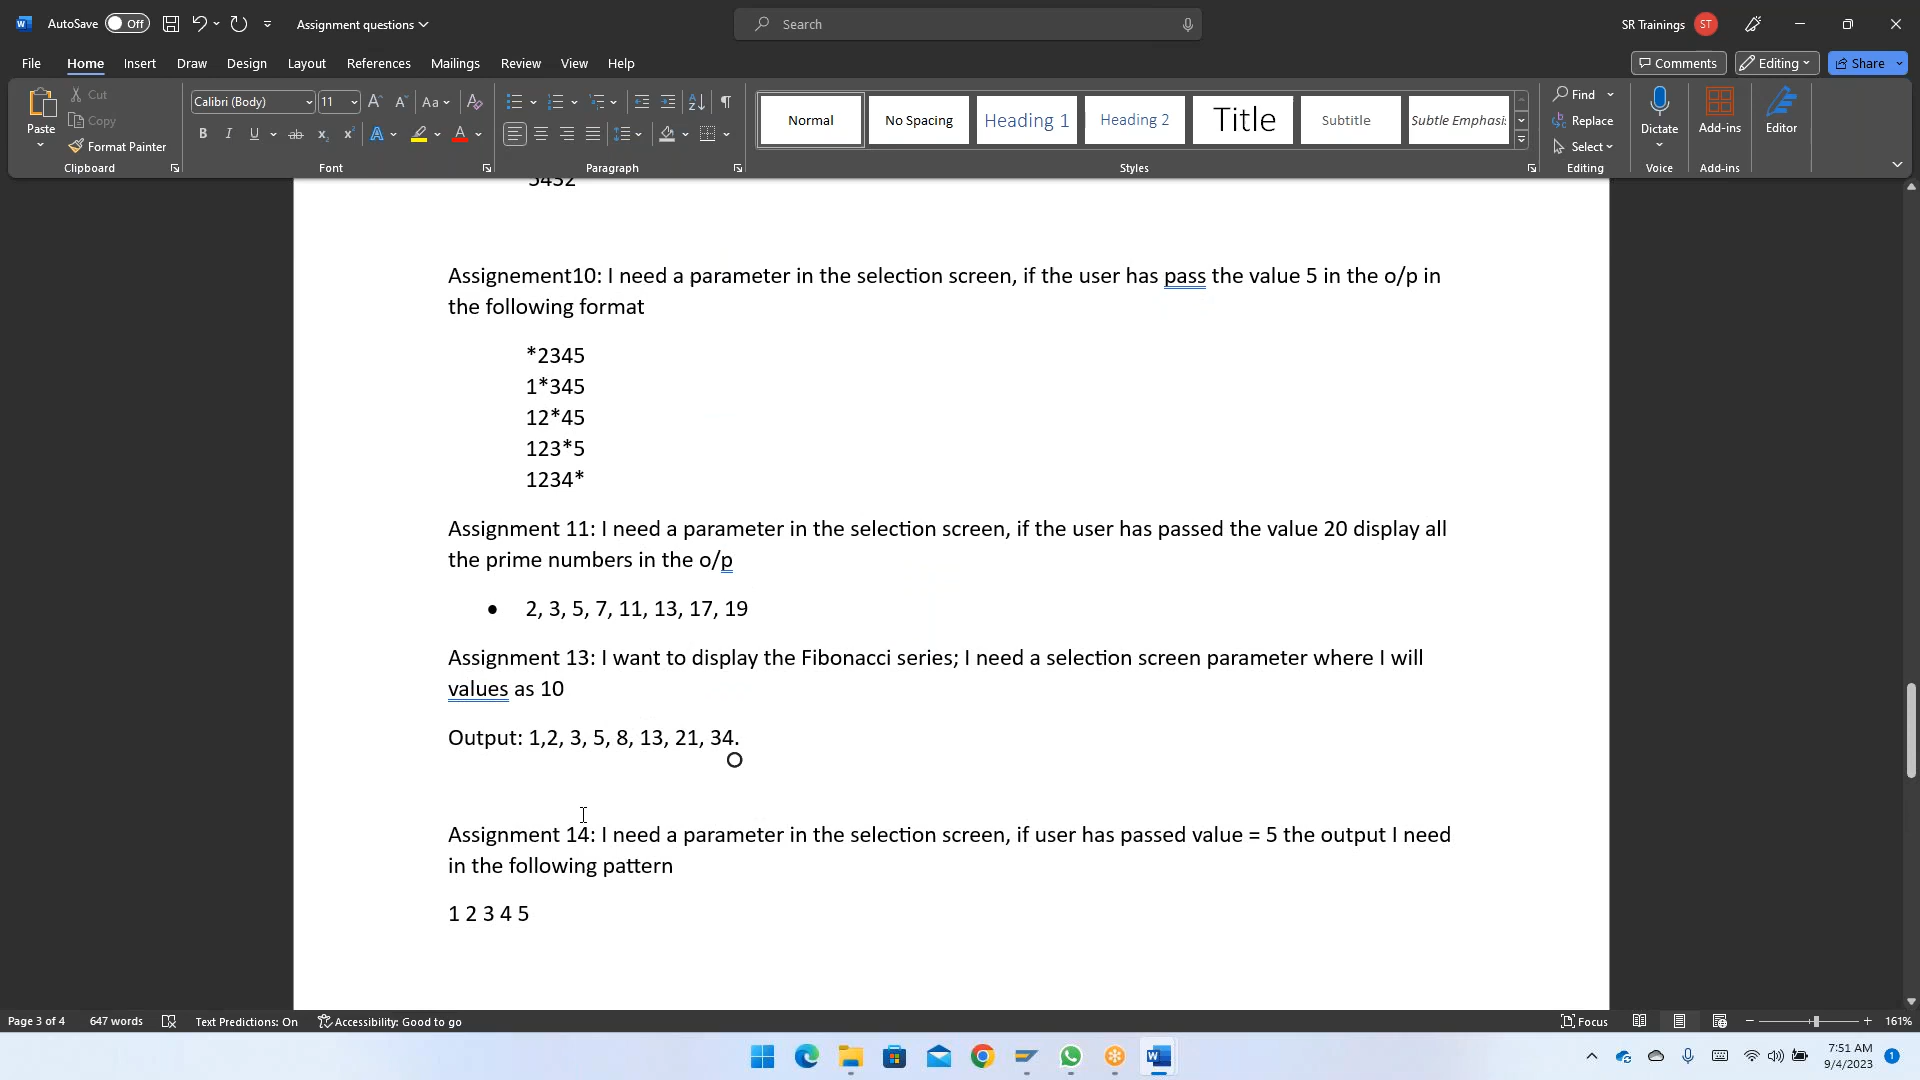 AutoSave Off Assignment questions Search SR Trainings ST
File Home Insert Draw Design Layout References Mailings Review View Help Comments Editing Share
Paste Cut Copy Format Painter Clipboard
Calibri (Body) 11 Aa Font
Paragraph
Normal No Spacing Heading 1 Heading 2 Title Subtitle Subtle Emphasi: Styles
Find Replace Select Editing
Dictate Voice
Add-ins Add-ins
Editor
5432
Assignement10: I need a parameter in the selection screen, if the user has pass the value 5 in the o/p in
the following format
*2345
1*345
12*45
123*5
1234*
Assignment 11: I need a parameter in the selection screen, if the user has passed the value 20 display all
the prime numbers in the o/p
• 2, 3, 5, 7, 11, 13, 17, 19
Assignment 13: I want to display the Fibonacci series; I need a selection screen parameter where I will
values as 10
Output: 1,2, 3, 5, 8, 13, 21, 34.
Assignment 14: I need a parameter in the selection screen, if user has passed value = 5 the output I need
in the following pattern
1 2 3 4 5
Page 3 of 4 647 words Text Predictions: On Accessibility: Good to go Focus 161%
7:51 AM
9/4/2023 1